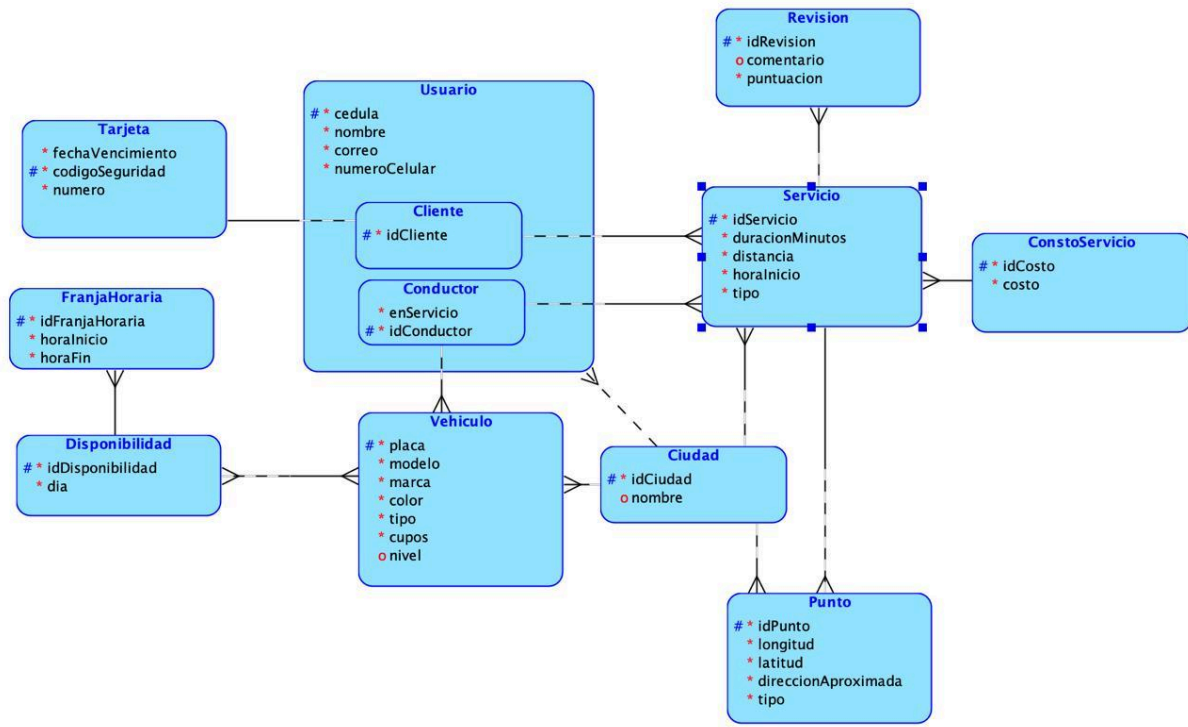 Revision
# * idRevision
o comentario
* puntuacion
Usuario
# * cedula
* nombre
* correo
* numeroCelular
Tarjeta
* fechaVencimiento
# * codigoSeguridad
* numero
Cliente
# * idCliente
Servicio
# * idServicio
* duracionMinutos
* distancia
* horaInicio
* tipo
ConstoServicio
# * idCosto
* costo
FranjaHoraria
# * idFranjaHoraria
* horaInicio
* horaFin
Conductor
* enServicio
# * idConductor
Vehiculo
# * placa
* modelo
* marca
* color
* tipo
* cupos
o nivel
Disponibilidad
# * idDisponibilidad
* dia
Ciudad
# * idCiudad
o nombre
Punto
# * idPunto
* longitud
* latitud
* direccionAproximada
* tipo